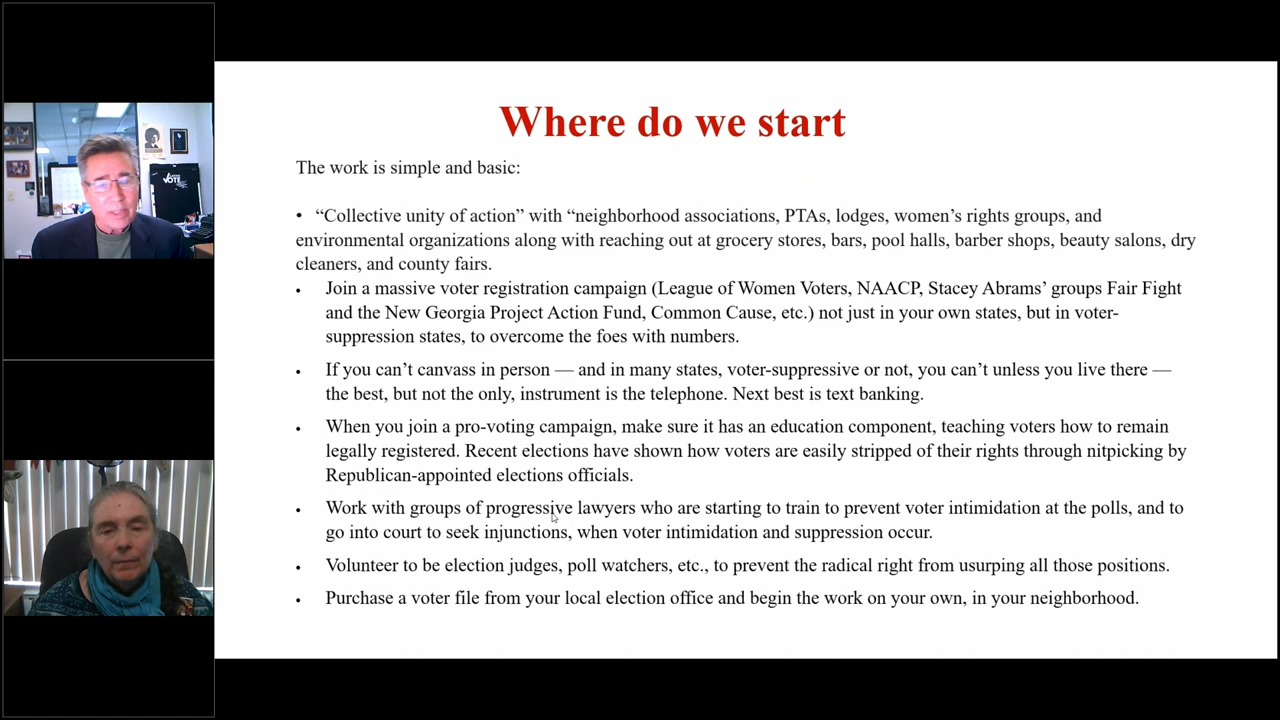 Where do we start
The work is simple and basic:
• “Collective unity of action” with “neighborhood associations, PTAs, lodges, women’s rights groups, and
environmental organizations along with reaching out at grocery stores, bars, pool halls, barber shops, beauty salons, dry
cleaners, and county fairs.
• Join a massive voter registration campaign (League of Women Voters, NAACP, Stacey Abrams’ groups Fair Fight
and the New Georgia Project Action Fund, Common Cause, etc.) not just in your own states, but in voter-
suppression states, to overcome the foes with numbers.
• If you can’t canvass in person — and in many states, voter-suppressive or not, you can’t unless you live there —
the best, but not the only, instrument is the telephone. Next best is text banking.
• When you join a pro-voting campaign, make sure it has an education component, teaching voters how to remain
legally registered. Recent elections have shown how voters are easily stripped of their rights through nitpicking by
Republican-appointed elections officials.
• Work with groups of progressive lawyers who are starting to train to prevent voter intimidation at the polls, and to
go into court to seek injunctions, when voter intimidation and suppression occur.
• Volunteer to be election judges, poll watchers, etc., to prevent the radical right from usurping all those positions.
• Purchase a voter file from your local election office and begin the work on your own, in your neighborhood.
VOTE